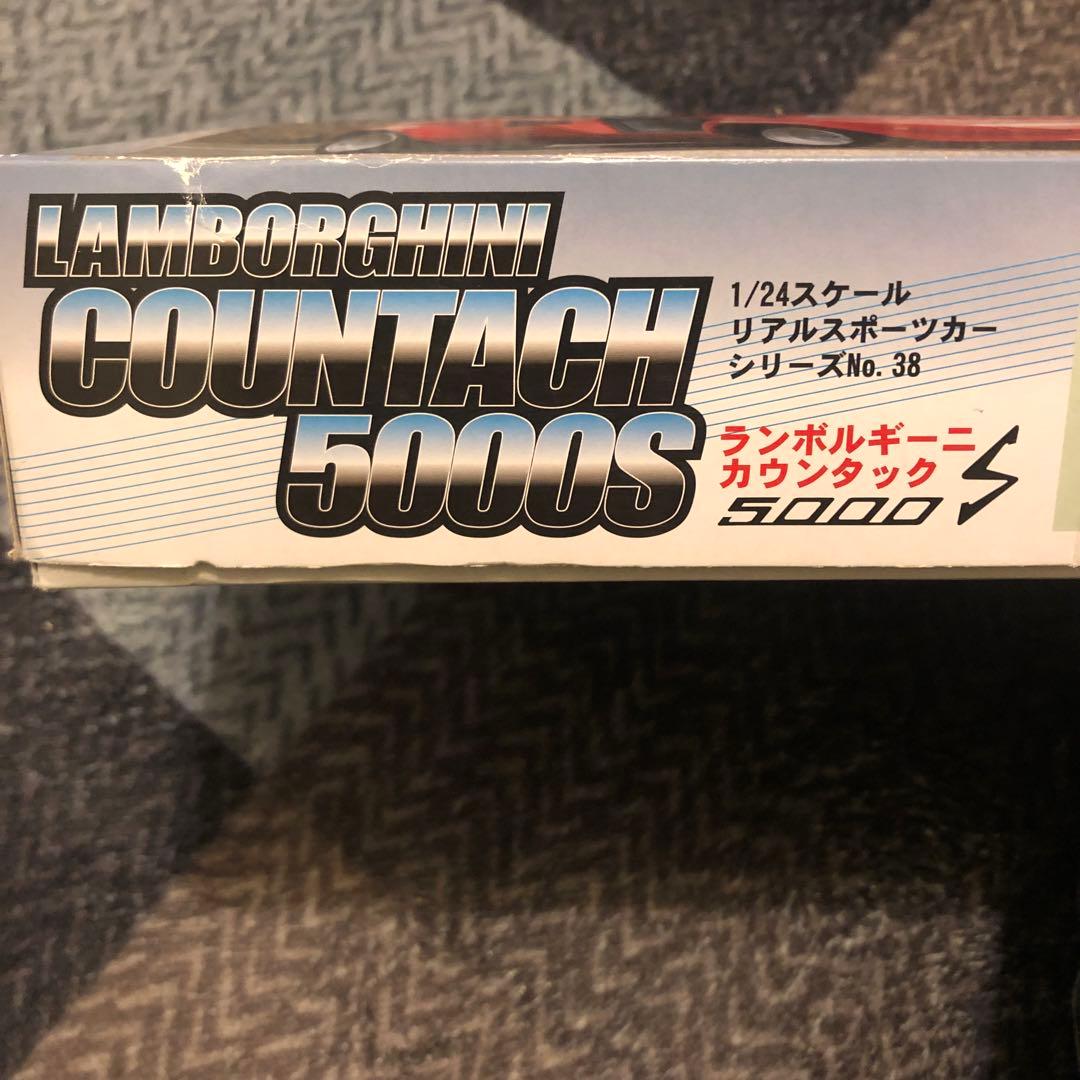 LAMBORGHINI
COUNTACH
5000S
1/24スケール
リアルスポーツカー
シリーズNo.38
ランボルギーニ
カウンタック
5000 S